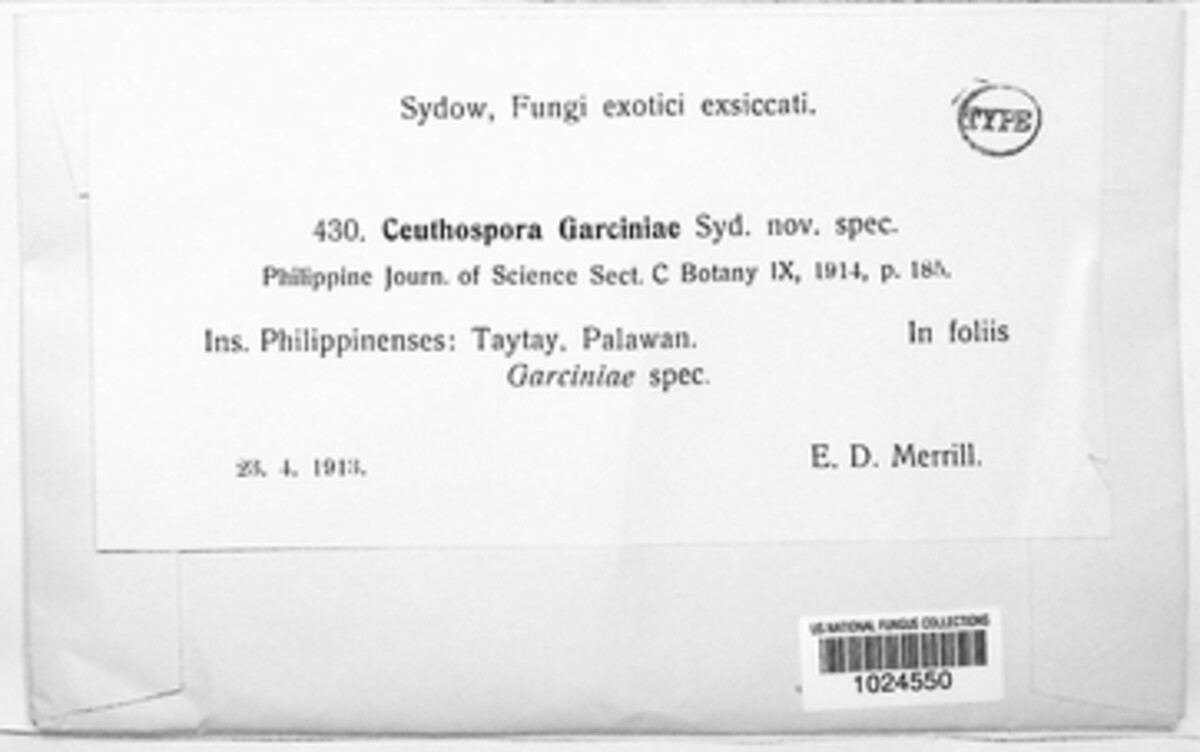 Sydow, Fungi exotici exsiccati.
TYPE
430. Ceuthospora Garciniae Syd. nov. spec.
Philippine Journ. of Science Sect. C Botany IX, 1914, p. 185.
Ins. Philippinenses: Taytay, Palawan. In foliis
Garciniae spec.
23. 4. 1913. E. D. Merrill.
US NATIONAL FUNGUS COLLECTIONS
1024550